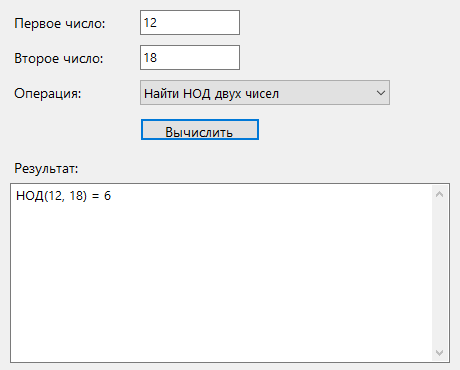 Первое число: 12
Второе число: 18
Операция: Найти НОД двух чисел
Вычислить
Результат:
НОД(12, 18) = 6